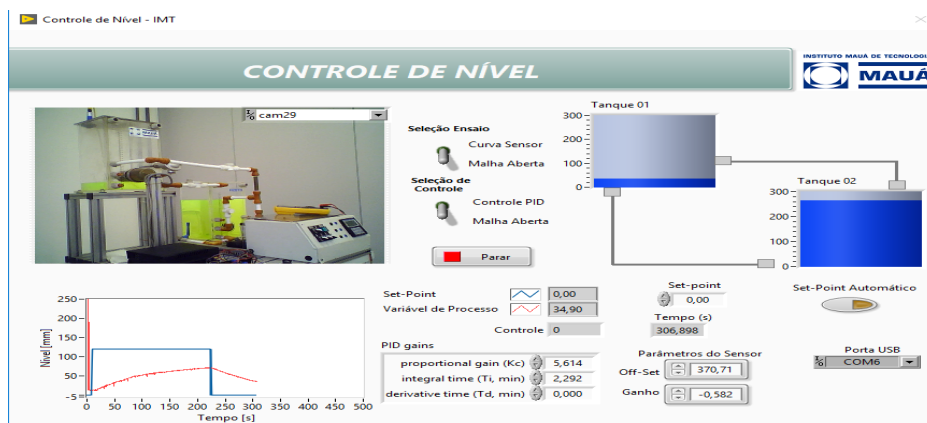 Controle de Nível - IMT
CONTROLE DE NÍVEL
INSTITUTO MAUÁ DE TECNOLOGI
MAUÁ
cam29
Seleção Ensaio
Curva Sensor
Malha Aberta
Seleção de
Controle
Controle PID
Malha Aberta
Parar
Tanque 01
300
200
100
0
Tanque 02
300
200
100
0
Set-Point Automático
250
200
150
100
50
-5
Nível [mm]
0 50 100 150 200 250 300 350 400 450 500
Tempo [s]
Set-Point 0,00
Variável de Processo 34,90
Controle 0
PID gains
proportional gain (Kc) 5,614
integral time (Ti, min) 2,292
derivative time (Td, min) 0,000
Set-point
0,00
Tempo (s)
306,898
Parâmetros do Sensor
Off-Set 370,71
Ganho -0,582
Porta USB
COM6